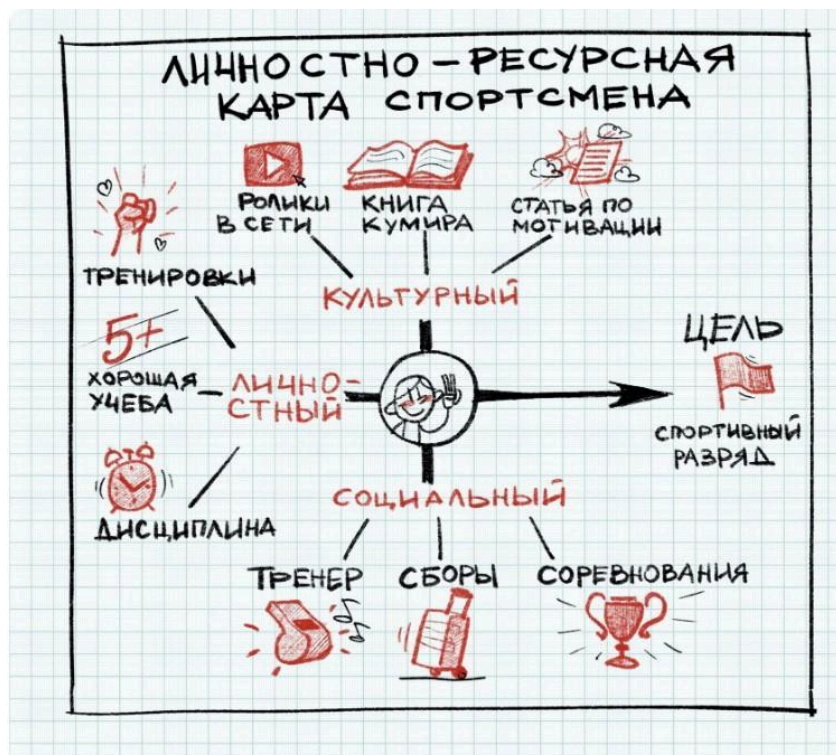 ЛИЧНОСТНО – РЕСУРСНАЯ
КАРТА СПОРТСМЕНА
РОЛИКИ
В СЕТИ
КНИГА
КУМИРА
СТАТЬЯ ПО
МОТИВАЦИИ
КУЛЬТУРНЫЙ
ТРЕНИРОВКИ
5+
ХОРОШАЯ
УЧЕБА
ДИСЦИПЛИНА
ЛИЧНО-
СТНЫЙ
ЦЕЛЬ
СПОРТИВНЫЙ
РАЗРЯД
СОЦИАЛЬНЫЙ
ТРЕНЕР
СБОРЫ
СОРЕВНОВАНИЯ